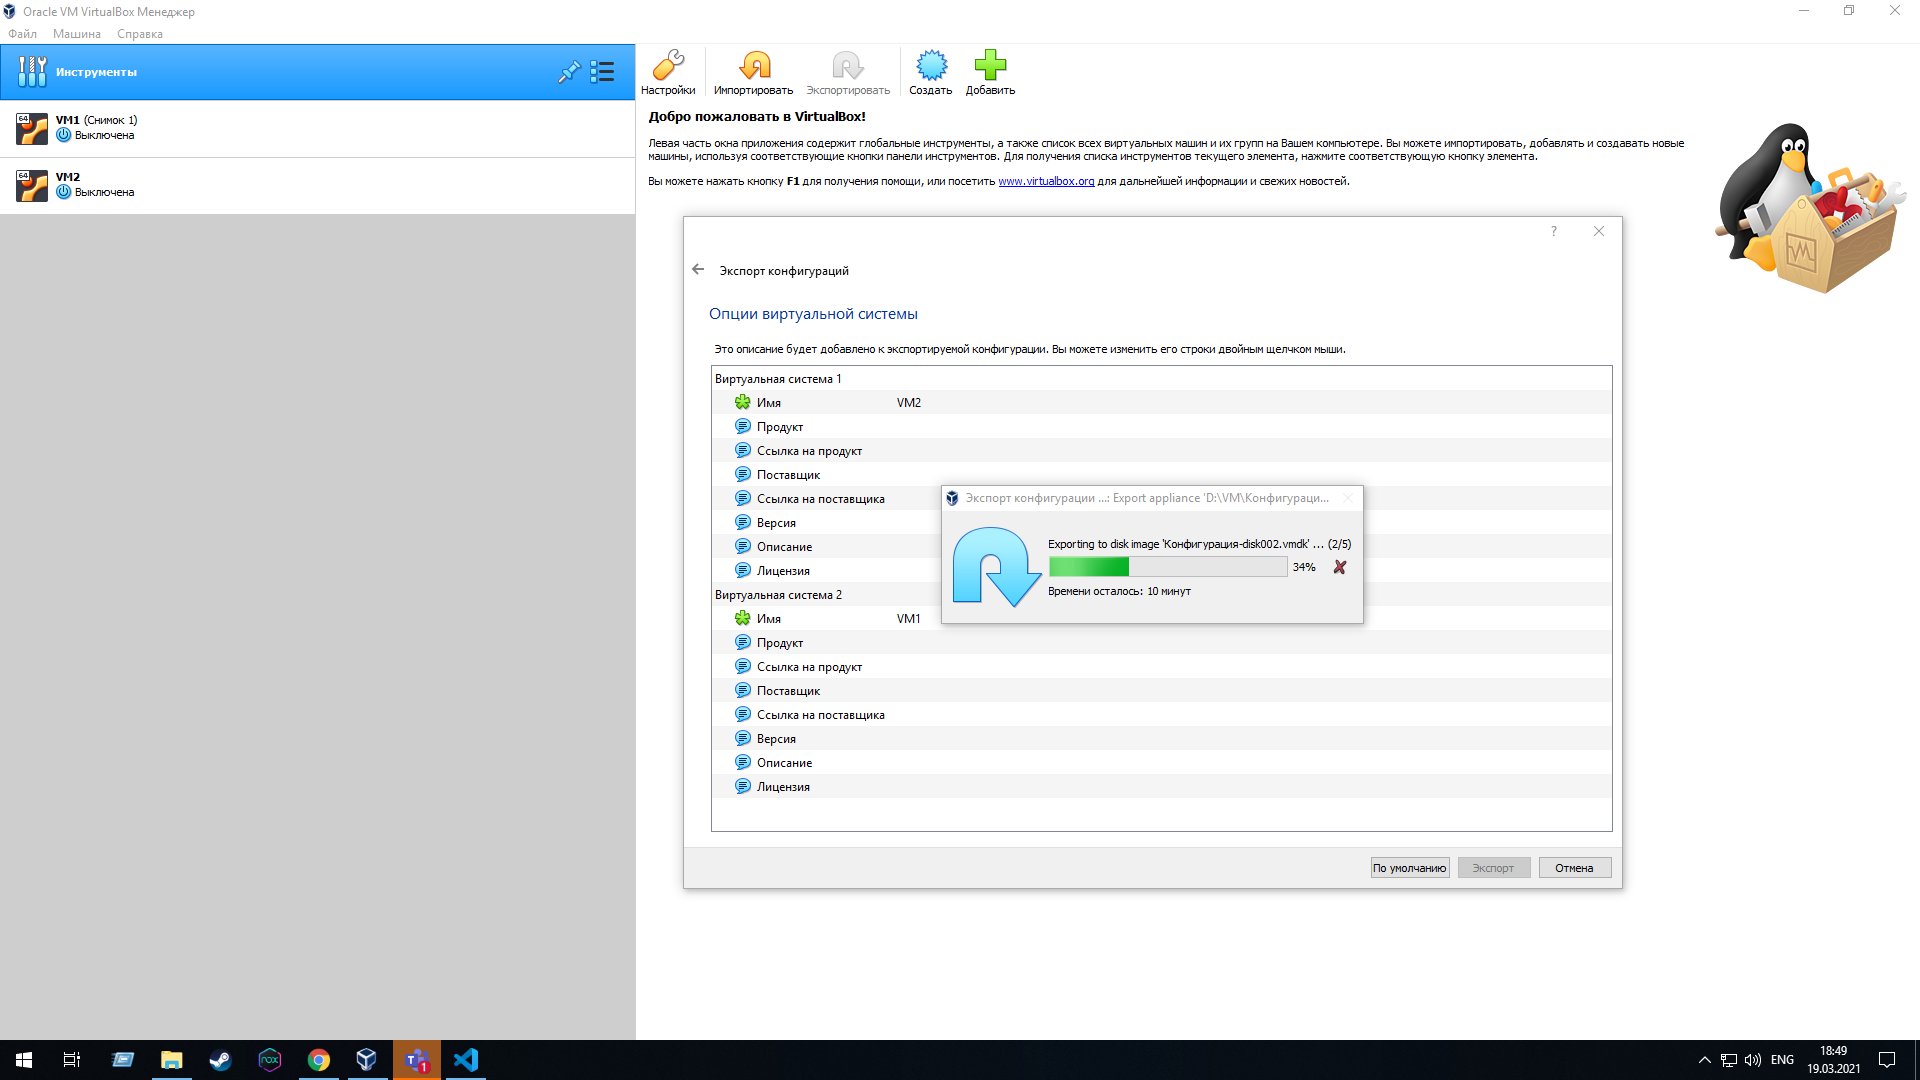 Oracle VM VirtualBox Менеджер
Файл Машина Справка
Инструменты
64 VM1 (Снимок 1)
Выключена
64 VM2
Выключена
Настройки Импортировать Экспортировать Создать Добавить
Добро пожаловать в VirtualBox!
Левая часть окна приложения содержит глобальные инструменты, а также список всех виртуальных машин и их групп на Вашем компьютере. Вы можете импортировать, добавлять и создавать новые
машины, используя соответствующие кнопки панели инструментов. Для получения списка инструментов текущего элемента, нажмите соответствующую кнопку элемента.
Вы можете нажать кнопку F1 для получения помощи, или посетить www.virtualbox.org для дальнейшей информации и свежих новостей.
?
Экспорт конфигураций
Опции виртуальной системы
Это описание будет добавлено к экспортируемой конфигурации. Вы можете изменить его строки двойным щелчком мыши.
Виртуальная система 1
Имя VM2
Продукт
Ссылка на продукт
Поставщик
Ссылка на поставщика
Версия
Описание
Лицензия
Виртуальная система 2
Имя VM1
Продукт
Ссылка на продукт
Поставщик
Ссылка на поставщика
Версия
Описание
Лицензия
Экспорт конфигурации ...: Export appliance 'D:\VM\Конфигураци...
Exporting to disk image 'Конфигурация-disk002.vmdk' ... (2/5)
34%
Времени осталось: 10 минут
По умолчанию Экспорт Отмена
nox
T 1
ENG
18:49
19.03.2021